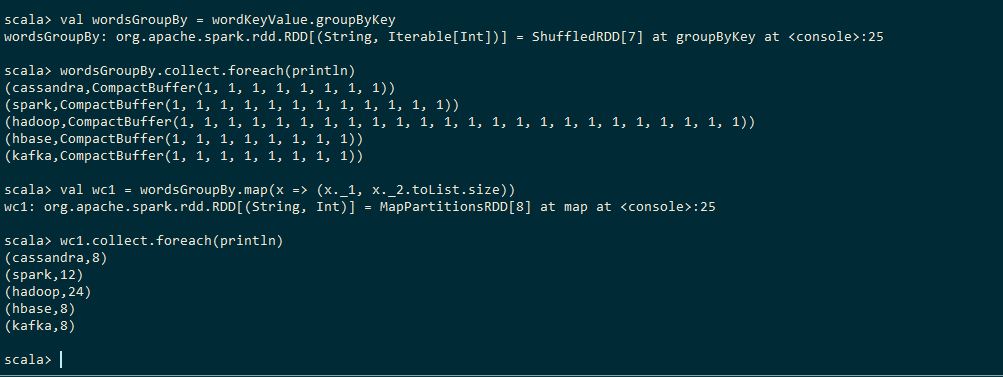 scala> val wordsGroupBy = wordKeyValue.groupByKey
wordsGroupBy: org.apache.spark.rdd.RDD[(String, Iterable[Int])] = ShuffledRDD[7] at groupByKey at <console>:25
scala> wordsGroupBy.collect.foreach(println)
(cassandra,CompactBuffer(1, 1, 1, 1, 1, 1, 1, 1))
(spark,CompactBuffer(1, 1, 1, 1, 1, 1, 1, 1, 1, 1, 1, 1))
(hadoop,CompactBuffer(1, 1, 1, 1, 1, 1, 1, 1, 1, 1, 1, 1, 1, 1, 1, 1, 1, 1, 1, 1, 1, 1, 1, 1))
(hbase,CompactBuffer(1, 1, 1, 1, 1, 1, 1, 1))
(kafka,CompactBuffer(1, 1, 1, 1, 1, 1, 1, 1))
scala> val wc1 = wordsGroupBy.map(x => (x._1, x._2.toList.size))
wc1: org.apache.spark.rdd.RDD[(String, Int)] = MapPartitionsRDD[8] at map at <console>:25
scala> wc1.collect.foreach(println)
(cassandra,8)
(spark,12)
(hadoop,24)
(hbase,8)
(kafka,8)
scala>